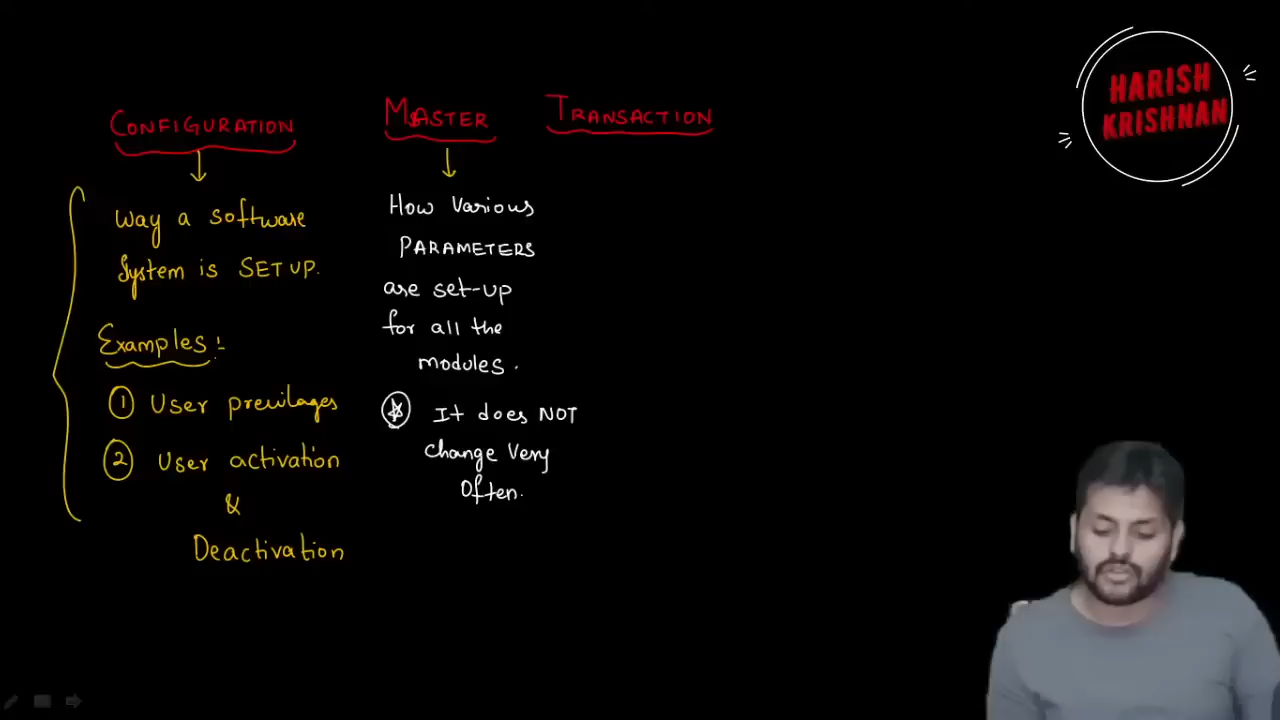 CONFIGURATION
Way a software
System is SETUP.
Examples:
① User previlages
② User activation
&
Deactivation
MASTER
How Various
PARAMETERS
are set-up
for all the
modules.
It does NOT
change Very
Often.
TRANSACTION
HARISH
KRISHNAN